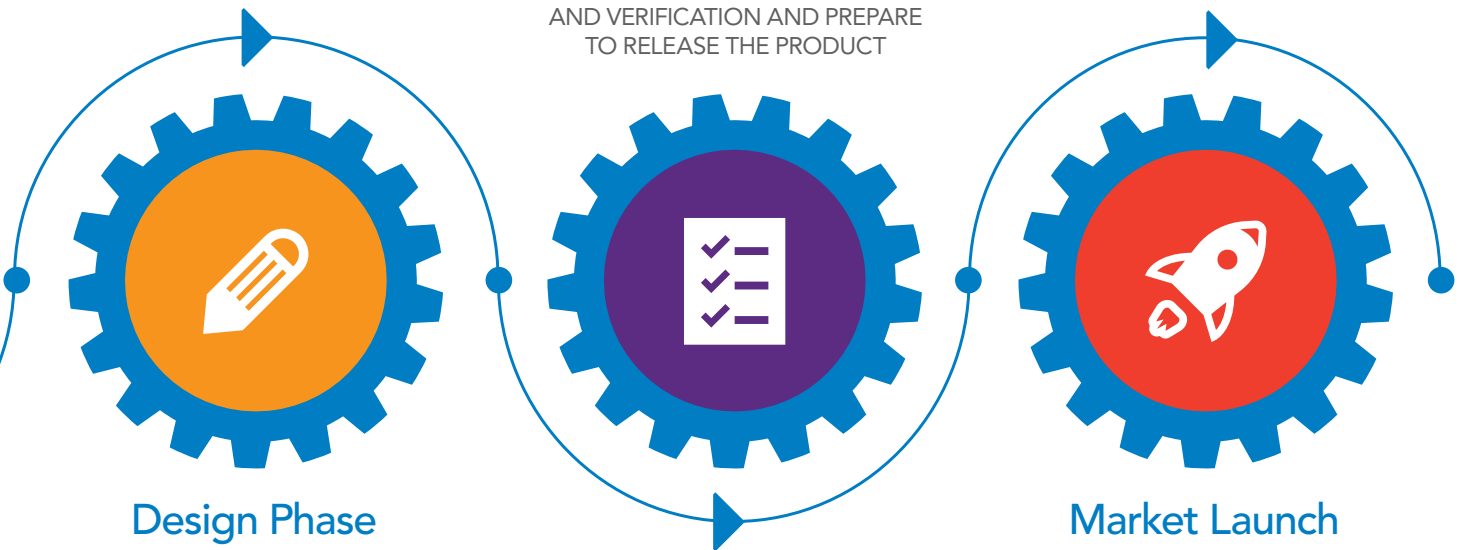 AND VERIFICATION AND PREPARE
TO RELEASE THE PRODUCT
Design Phase
Market Launch